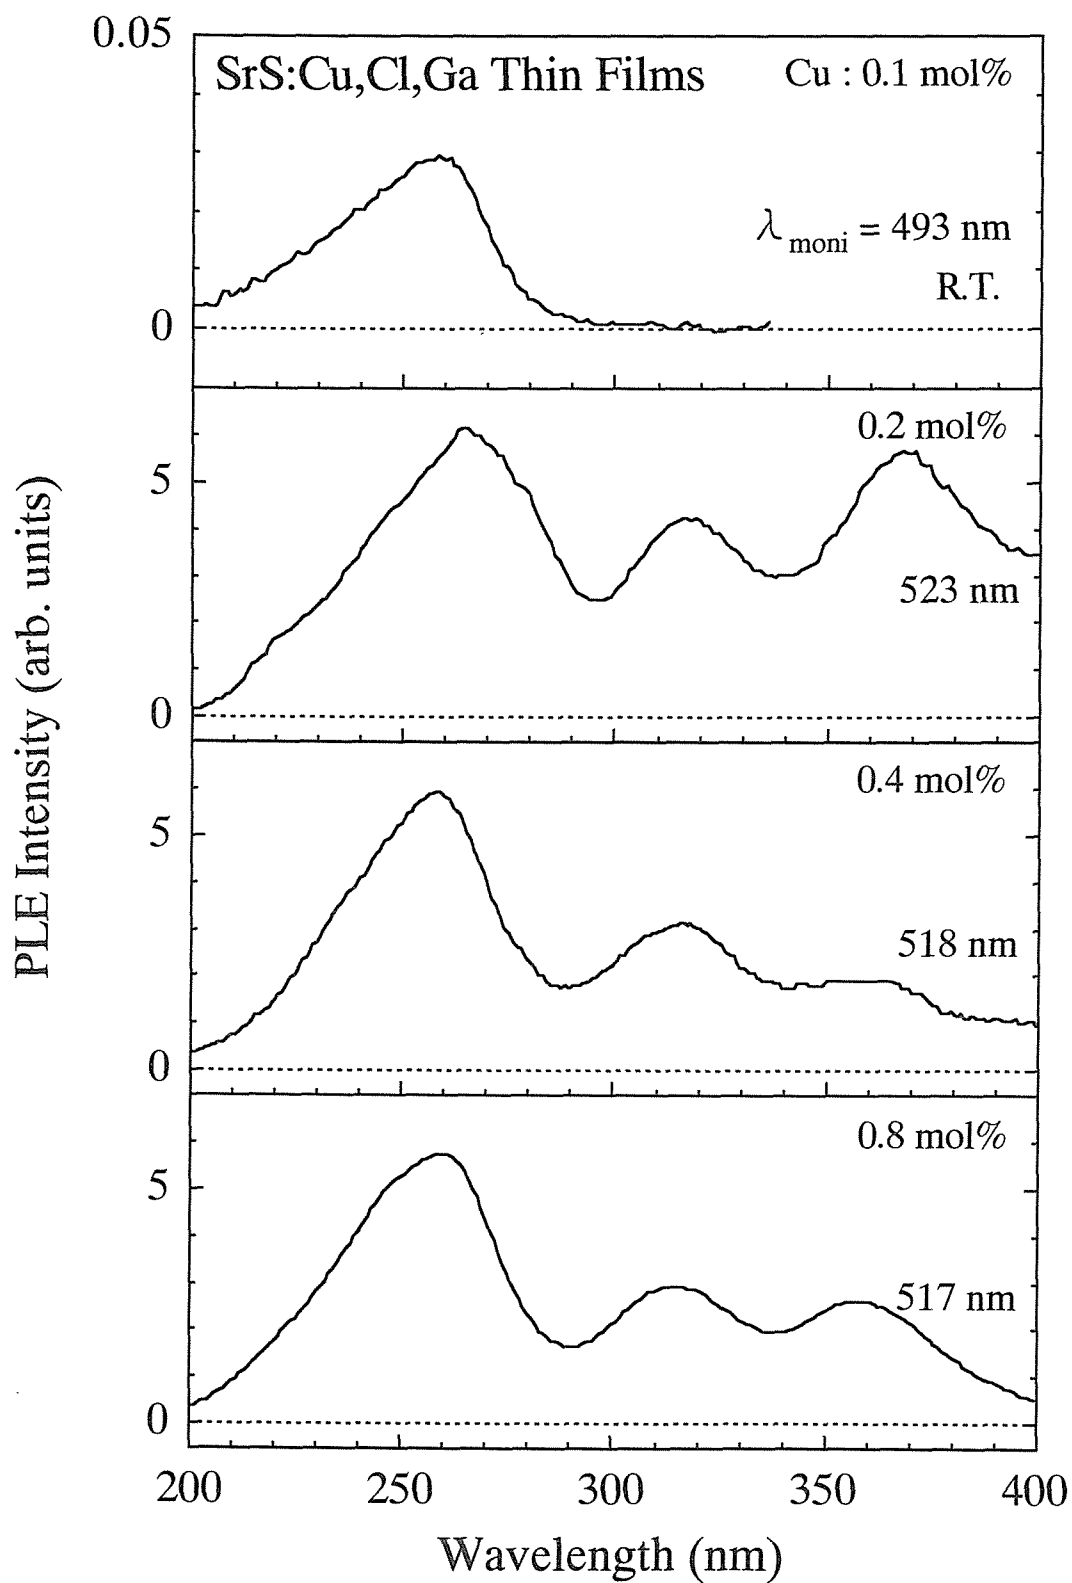 0.05
SrS:Cu,Cl,Ga Thin Films
Cu : 0.1 mol%
λmoni = 493 nm
R.T.
0
0.2 mol%
5
523 nm
0
0.4 mol%
5
518 nm
0
0.8 mol%
5
517 nm
0
200 250 300 350 400
Wavelength (nm)
PLE Intensity (arb. units)